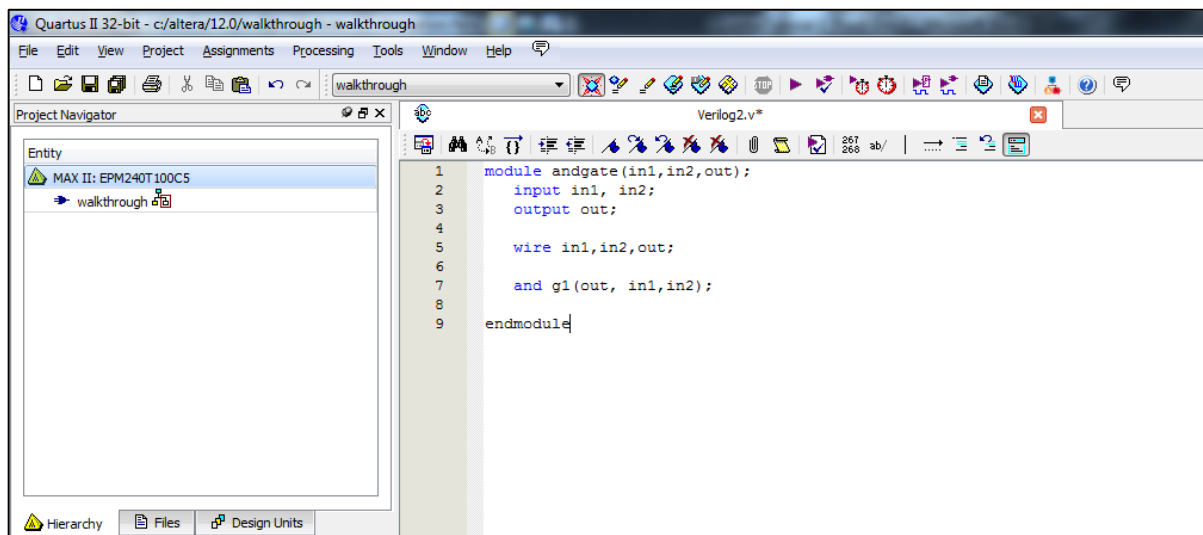 Quartus II 32-bit - c:/altera/12.0/walkthrough - walkthrough
File Edit View Project Assignments Processing Tools Window Help
walkthrough
STOP
Project Navigator
abc
Verilog2.v*
267
268
ab/
Entity
MAX II: EPM240T100C5
walkthrough
1 module andgate(in1,in2,out);
2 input in1, in2;
3 output out;
4
5 wire in1,in2,out;
6
7 and g1(out, in1,in2);
8
9 endmodule
Hierarchy Files Design Units